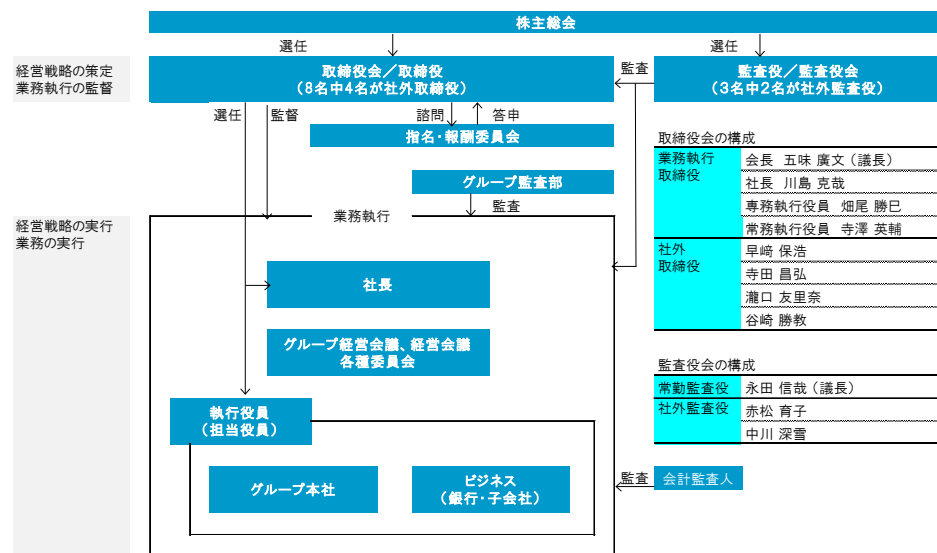 株主総会
選任
選任
経営戦略の策定
業務執行の監督
取締役会／取締役
（8名中4名が社外取締役）
監査
監査役／監査役会
（3名中2名が社外監査役）
選任
監督
諮問
答申
指名・報酬委員会
グループ監査部
監査
取締役会の構成
業務執行
取締役
会長 五味 廣文（議長）
社長 川島 克哉
専務執行役員 畑尾 勝巳
常務執行役員 寺澤 英輔
社外
取締役
早﨑 保浩
寺田 昌弘
瀧口 友里奈
谷崎 勝教
経営戦略の実行
業務の実行
業務執行
社長
グループ経営会議、経営会議
各種委員会
執行役員
（担当役員）
グループ本社
ビジネス
（銀行・子会社）
監査役会の構成
常勤監査役
永田 信哉（議長）
社外監査役
赤松 育子
中川 深雪
監査
会計監査人